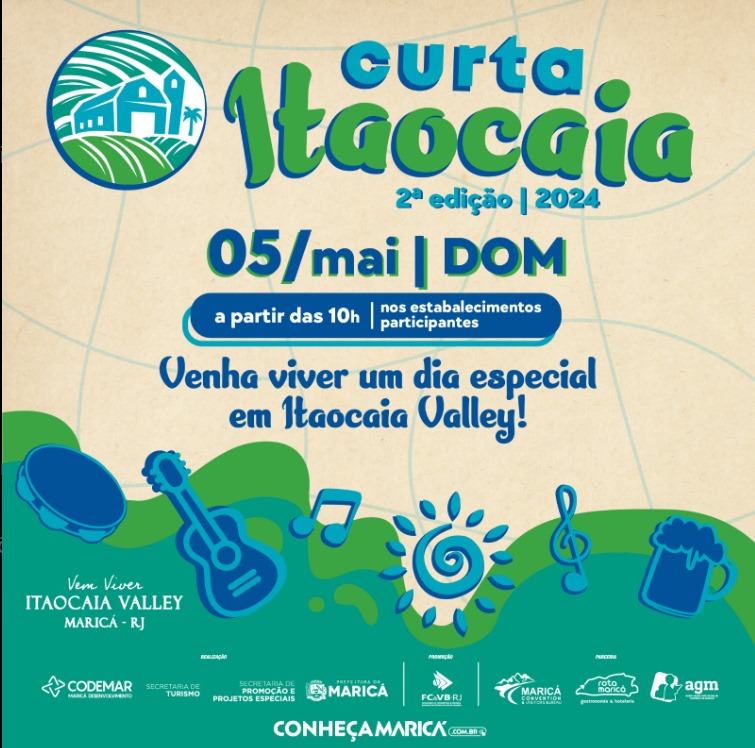 curta
Itaocaia
2ª edição | 2024
05/mai | DOM
a partir das 10h | nos estabalecimentos
participantes
Venha viver um dia especial
em Itaocaia Valley!
Vem Viver
ITAOCAIA VALLEY
MARICÁ - RJ
REALIZAÇÃO
PROMOÇÃO
PARCERIA
CODEMAR
MARICÁ DESENVOLVIMENTO
SECRETARIA DE
TURISMO
SECRETARIA DE
PROMOÇÃO E
PROJETOS ESPECIAIS
PREFEITURA DE
MARICÁ
FC&VB-RJ
MARICÁ
CONVENTION
& VISITORS BUREAU
rota
maricá
gastronomia & hotelaria
agm
CONHEÇAMARICÁ .COM.BR